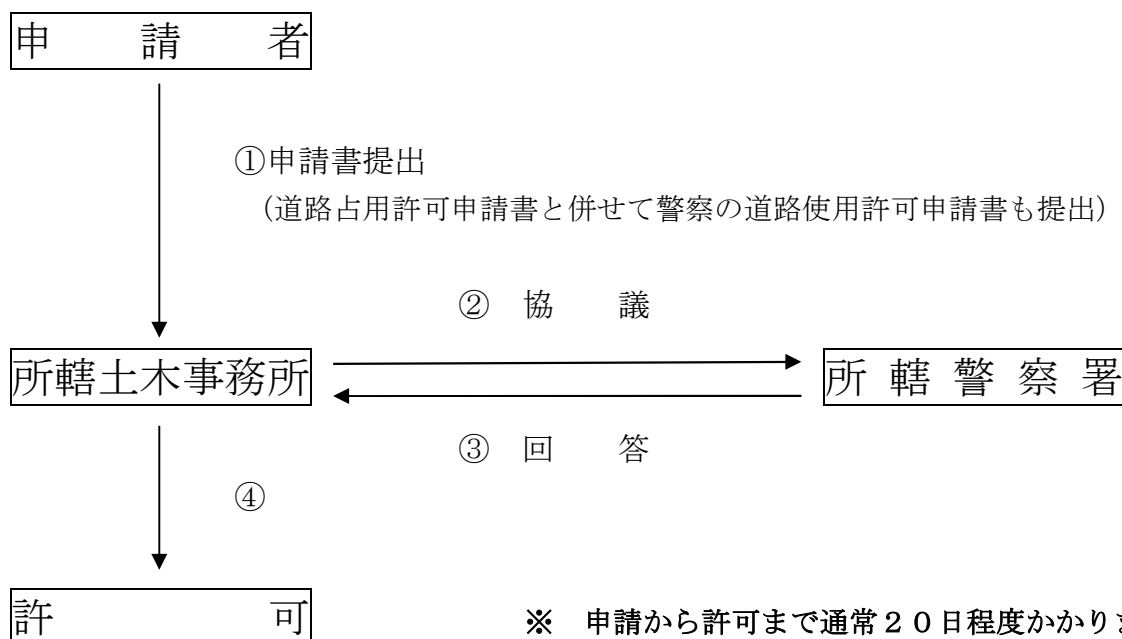 申請者
①申請書提出
(道路占用許可申請書と併せて警察の道路使用許可申請書も提出)
② 協 議
所轄土木事務所
所轄警察署
③ 回 答
④
許 可
※ 申請から許可まで通常20日程度かかりま